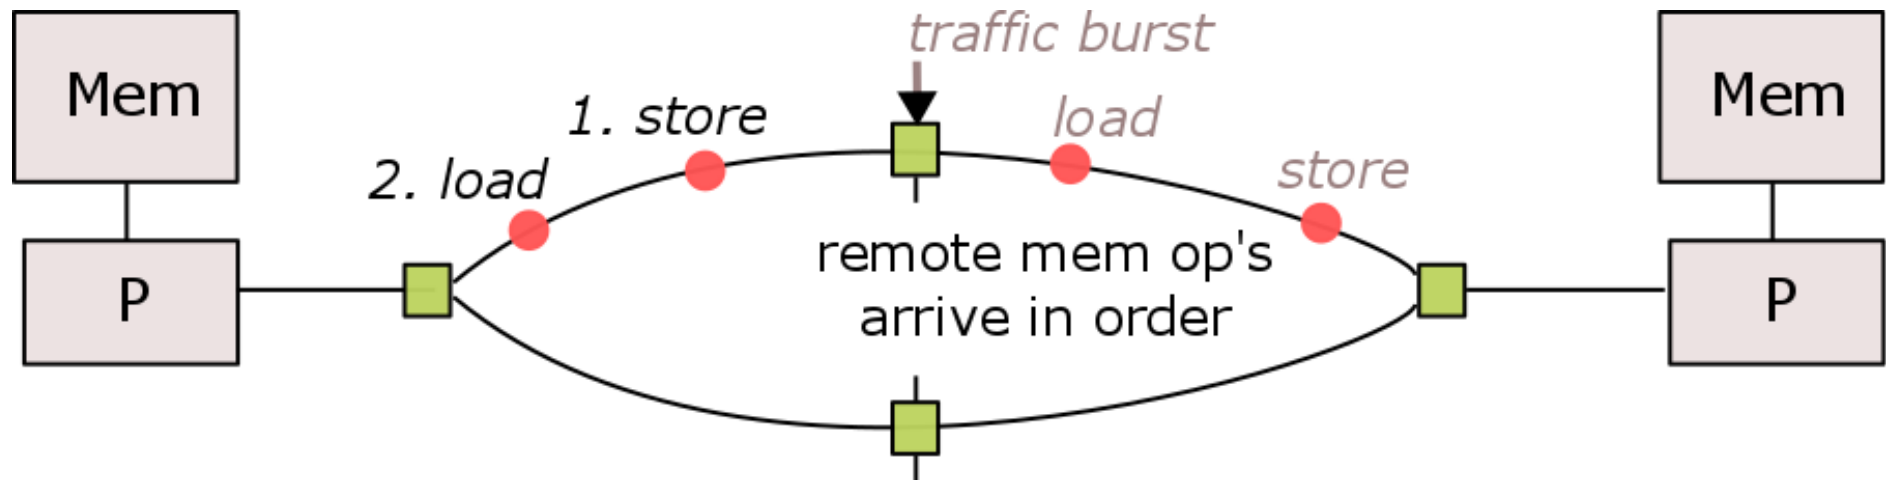 traffic burst
Mem
Mem
1. store
load
2. load
store
remote mem op's
arrive in order
P
P